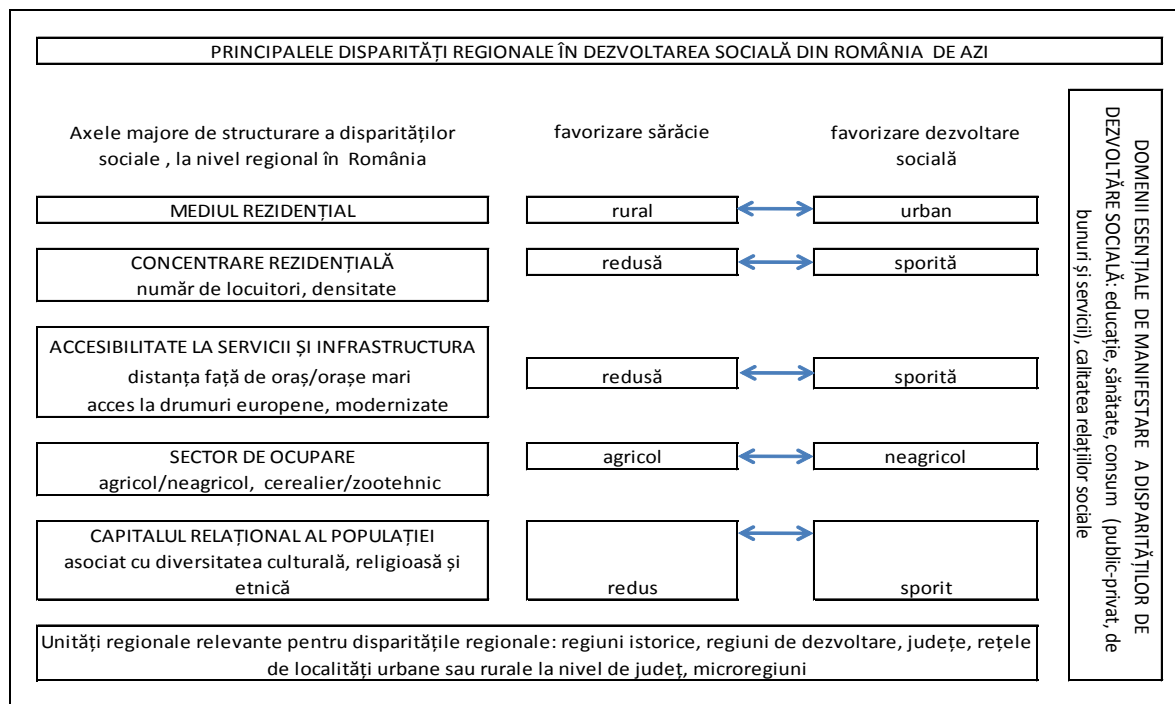 PRINCIPALELE DISPARITĂȚI REGIONALE ÎN DEZVOLTAREA SOCIALĂ DIN ROMÂNIA DE AZI
Axele majore de structurare a disparităților
sociale , la nivel regional în România
favorizare sărăcie
favorizare dezvoltare
socială
MEDIUL REZIDENȚIAL
rural
urban
CONCENTRARE REZIDENȚIALĂ
număr de locuitori, densitate
redusă
sporită
ACCESIBILITATE LA SERVICII ȘI INFRASTRUCTURA
distanța față de oraș/orașe mari
acces la drumuri europene, modernizate
redusă
sporită
SECTOR DE OCUPARE
agricol/neagricol, cerealier/zootehnic
agricol
neagricol
CAPITALUL RELAȚIONAL AL POPULAȚIEI
asociat cu diversitatea culturală, religioasă și
etnică
redus
sporit
Unități regionale relevante pentru disparitățile regionale: regiuni istorice, regiuni de dezvoltare, județe, rețele
de localități urbane sau rurale la nivel de județ, microregiuni
DOMENII ESENȚIALE DE MANIFESTARE A DISPARITĂȚILOR DE
DEZVOLTĂRE SOCIALĂ: educație, sănătate, consum (public-privat, de
bunuri și servicii), calitatea relațiilor sociale